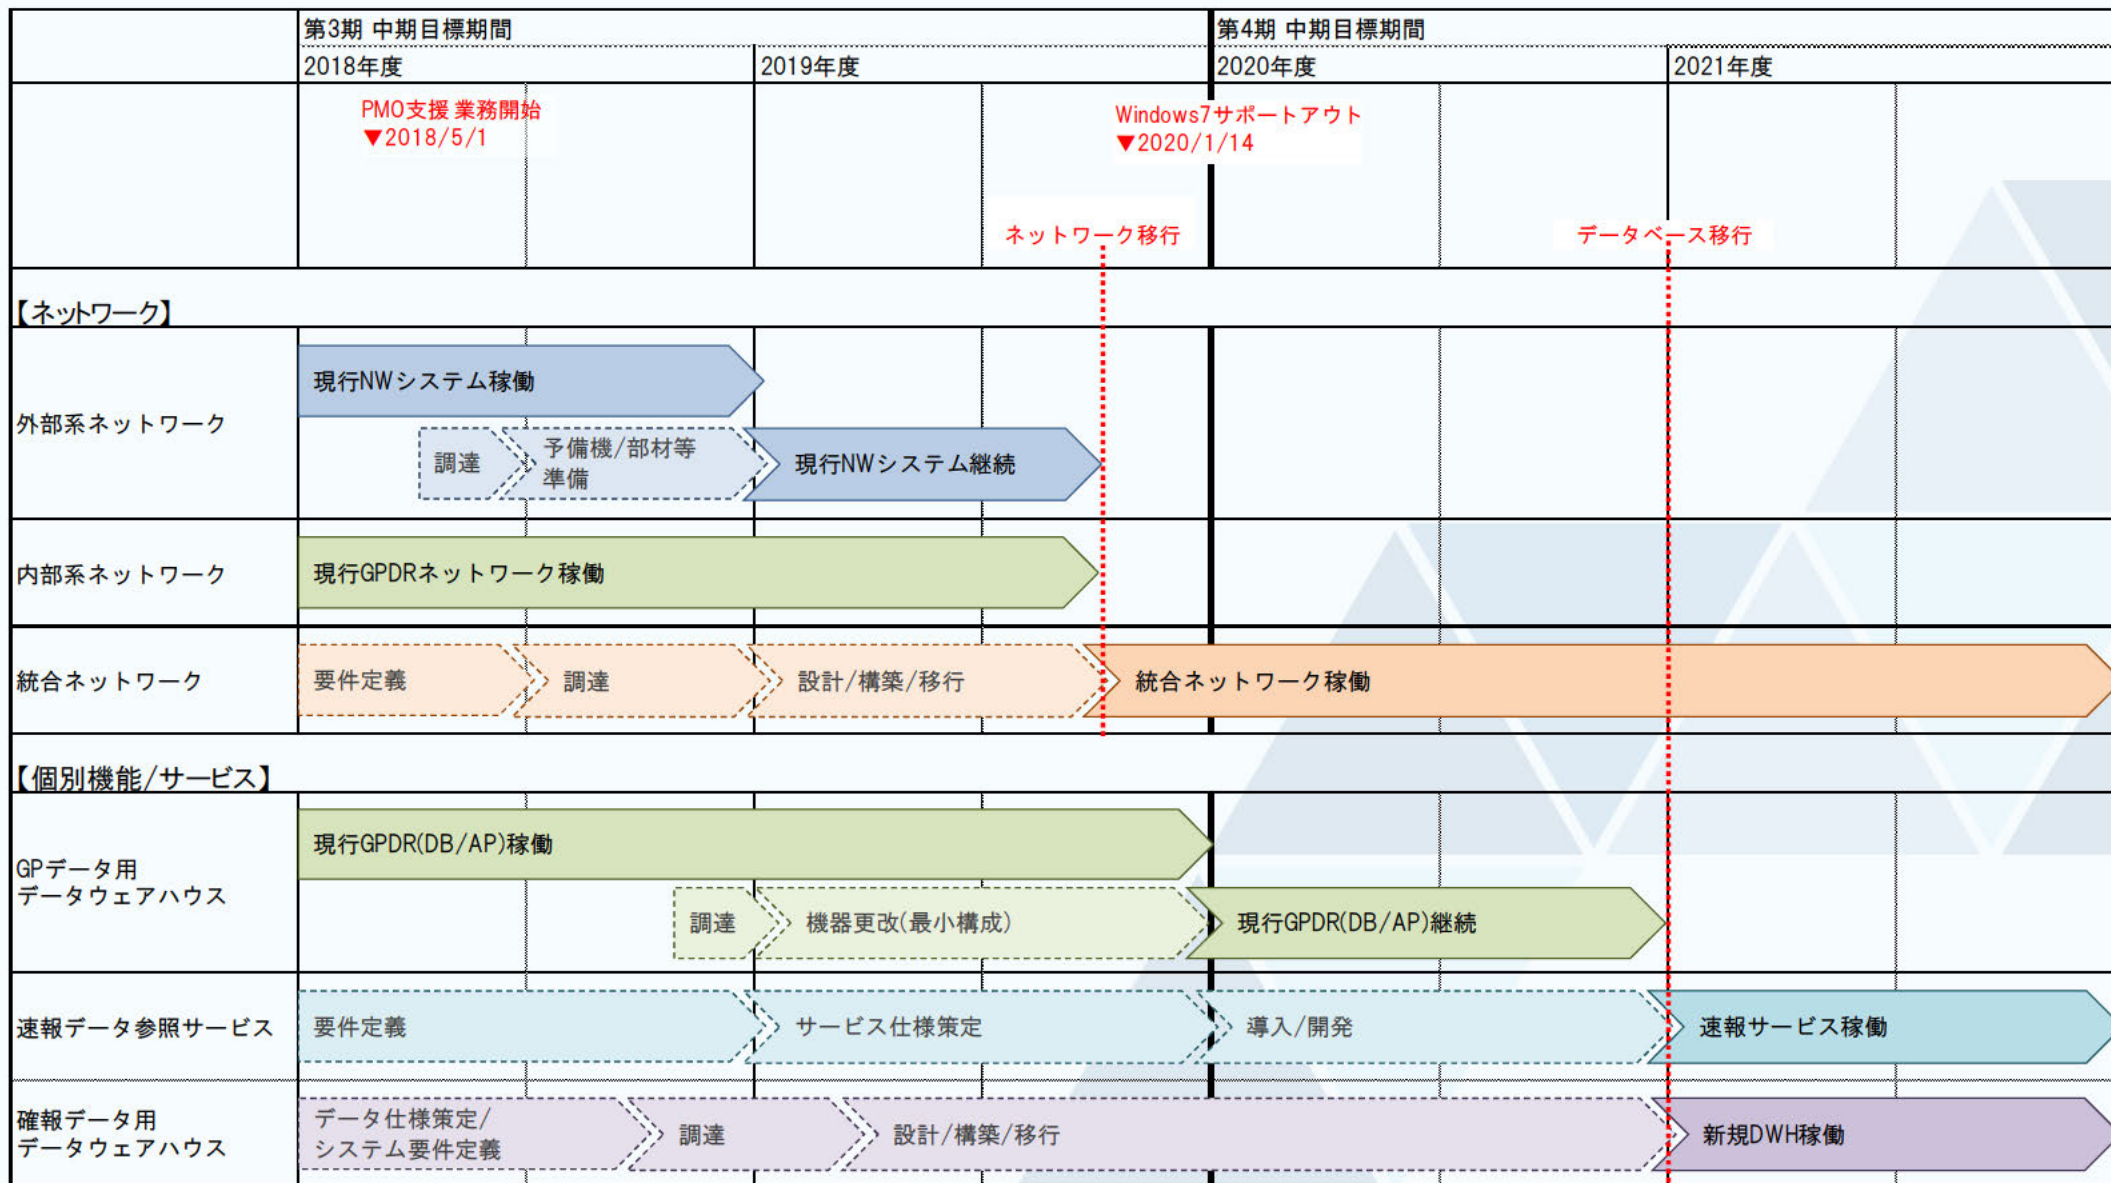 第3期 中期目標期間
第4期 中期目標期間
2018年度
2019年度
2020年度
2021年度
PMO支援 業務開始
▼2018/5/1
Windows7サポートアウト
▼2020/1/14
ネットワーク移行
データベース移行
【ネットワーク】
外部系ネットワーク
現行NWシステム稼働
調達
予備機/部材等
準備
現行NWシステム継続
内部系ネットワーク
現行GPDRネットワーク稼働
統合ネットワーク
要件定義
調達
設計/構築/移行
統合ネットワーク稼働
【個別機能/サービス】
GPデータ用
データウェアハウス
現行GPDR(DB/AP)稼働
調達
機器更改(最小構成)
現行GPDR(DB/AP)継続
速報データ参照サービス
要件定義
サービス仕様策定
導入/開発
速報サービス稼働
確報データ用
データウェアハウス
データ仕様策定/
システム要件定義
調達
設計/構築/移行
新規DWH稼働